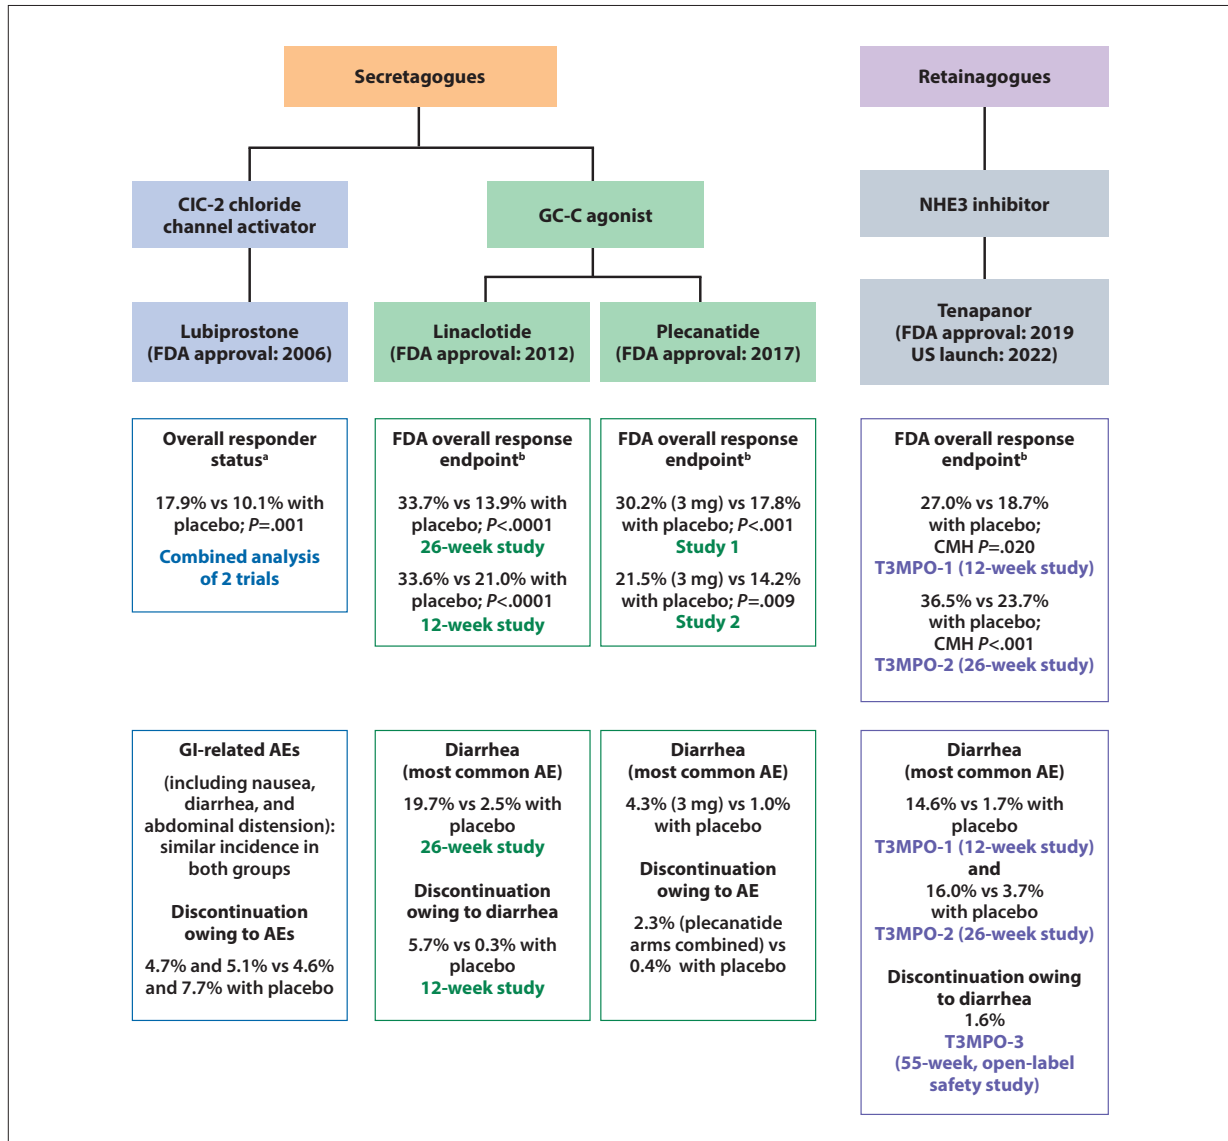 Secretagogues
Retainagogues
CIC-2 chloride
channel activator
GC-C agonist
NHE3 inhibitor
Lubiprostone
(FDA approval: 2006)
Linaclotide
(FDA approval: 2012)
Plecanatide
(FDA approval: 2017)
Tenapanor
(FDA approval: 2019
US launch: 2022)
Overall responder
statusᵃ
17.9% vs 10.1% with
placebo; P=.001
Combined analysis
of 2 trials
FDA overall response
endpointᵇ
33.7% vs 13.9% with
placebo; P<.0001
26-week study
33.6% vs 21.0% with
placebo; P<.0001
12-week study
FDA overall response
endpointᵇ
30.2% (3 mg) vs 17.8%
with placebo; P<.001
Study 1
21.5% (3 mg) vs 14.2%
with placebo; P=.009
Study 2
FDA overall response
endpointᵇ
27.0% vs 18.7%
with placebo;
CMH P=.020
T3MPO-1 (12-week study)
36.5% vs 23.7%
with placebo;
CMH P<.001
T3MPO-2 (26-week study)
GI-related AEs
(including nausea,
diarrhea, and
abdominal distension):
similar incidence in
both groups
Discontinuation
owing to AEs
4.7% and 5.1% vs 4.6%
and 7.7% with placebo
Diarrhea
(most common AE)
19.7% vs 2.5% with
placebo
26-week study
Discontinuation
owing to diarrhea
5.7% vs 0.3% with
placebo
12-week study
Diarrhea
(most common AE)
4.3% (3 mg) vs 1.0%
with placebo
Discontinuation
owing to AE
2.3% (plecanatide
arms combined) vs
0.4% with placebo
Diarrhea
(most common AE)
14.6% vs 1.7% with
placebo
T3MPO-1 (12-week study)
and
16.0% vs 3.7%
with placebo
T3MPO-2 (26-week study)
Discontinuation owing
to diarrhea
1.6%
T3MPO-3
(55-week, open-label
safety study)